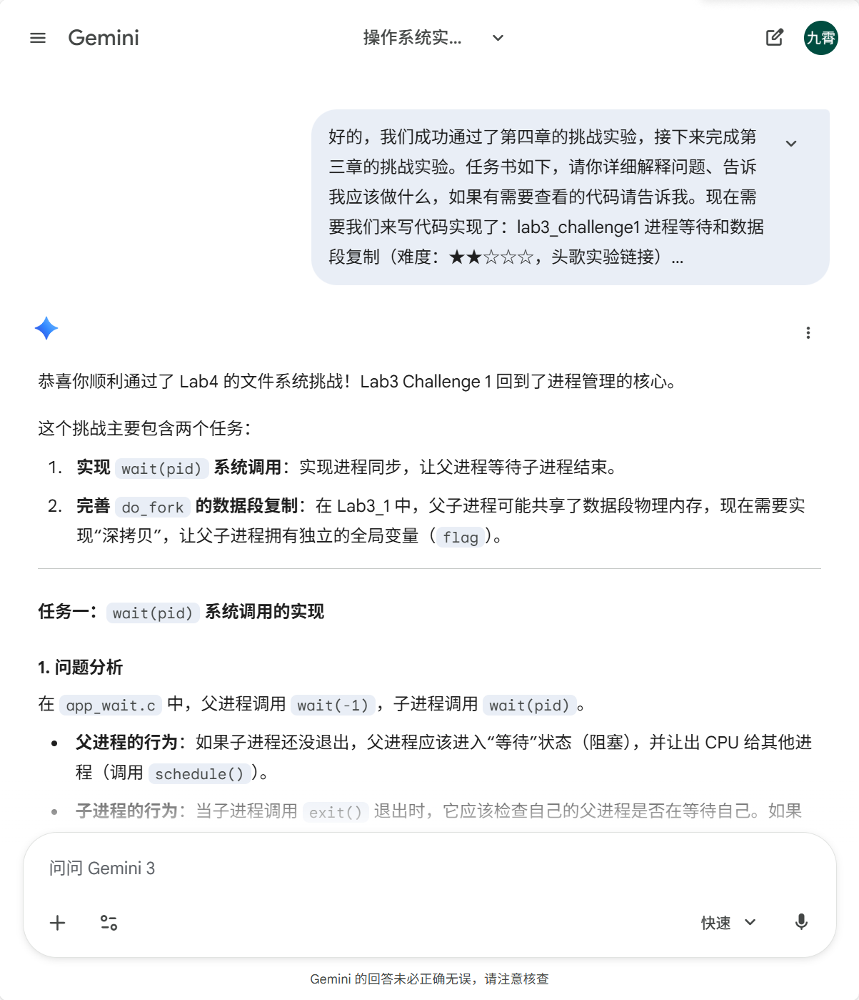 Gemini
操作系统实...
九霄
好的，我们成功通过了第四章的挑战实验，接下来完成第
三章的挑战实验。任务书如下，请你详细解释问题、告诉
我应该做什么，如果有需要查看的代码请告诉我。现在需
要我们来写代码实现了：lab3_challenge1 进程等待和数据
段复制（难度：★★☆☆☆，头歌实验链接）...
恭喜你顺利通过了 Lab4 的文件系统挑战！Lab3 Challenge 1 回到了进程管理的核心。
这个挑战主要包含两个任务：
1. 实现 wait(pid) 系统调用：实现进程同步，让父进程等待子进程结束。
2. 完善 do_fork 的数据段复制：在 Lab3_1 中，父子进程可能共享了数据段物理内存，现在需要实
现“深拷贝”，让父子进程拥有独立的全局变量（flag）。
任务一：wait(pid) 系统调用的实现
1. 问题分析
在 app_wait.c 中，父进程调用 wait(-1)，子进程调用 wait(pid)。
• 父进程的行为：如果子进程还没退出，父进程应该进入“等待”状态（阻塞），并让出 CPU 给其他进
程（调用 schedule()）。
• 子进程的行为：当子进程调用 exit() 退出时，它应该检查自己的父进程是否在等待自己。如果
问问 Gemini 3
快速
Gemini 的回答未必正确无误，请注意核查